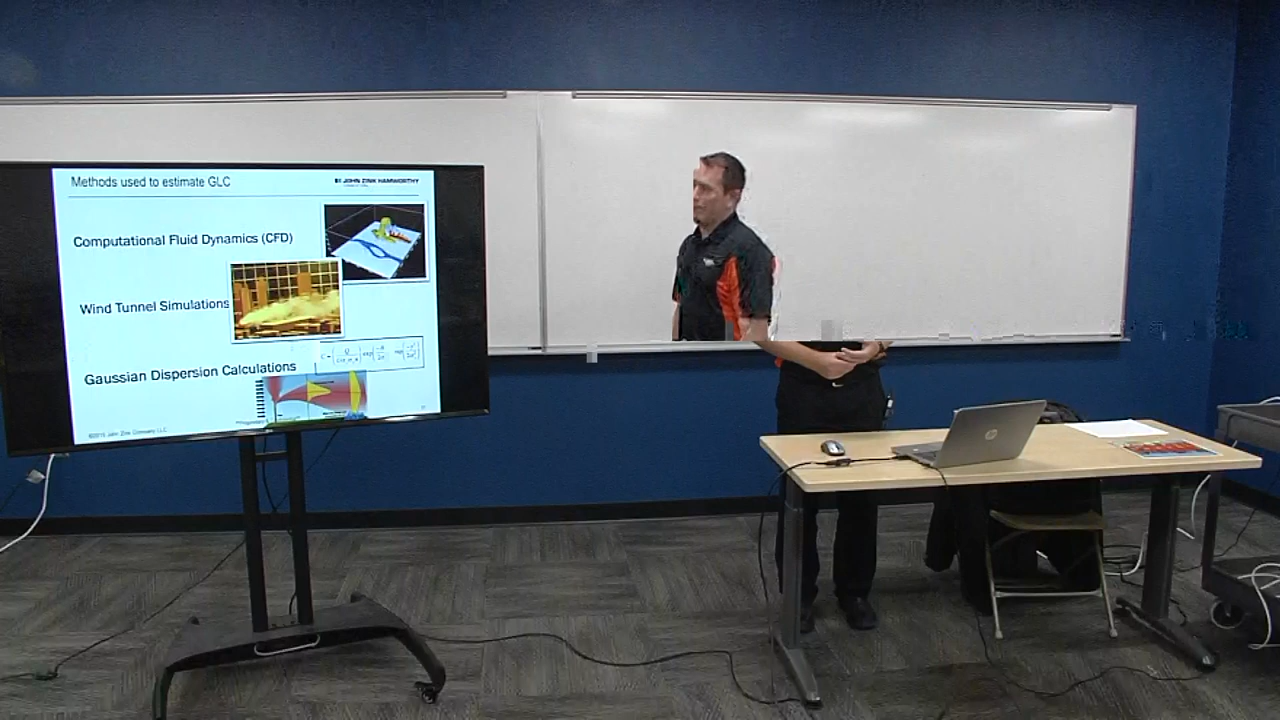 Methods used to estimate GLC
JOHN ZINK HAMWORTHY
Computational Fluid Dynamics (CFD)
Wind Tunnel Simulations
Gaussian Dispersion Calculations
John Zink Company LLC
hp